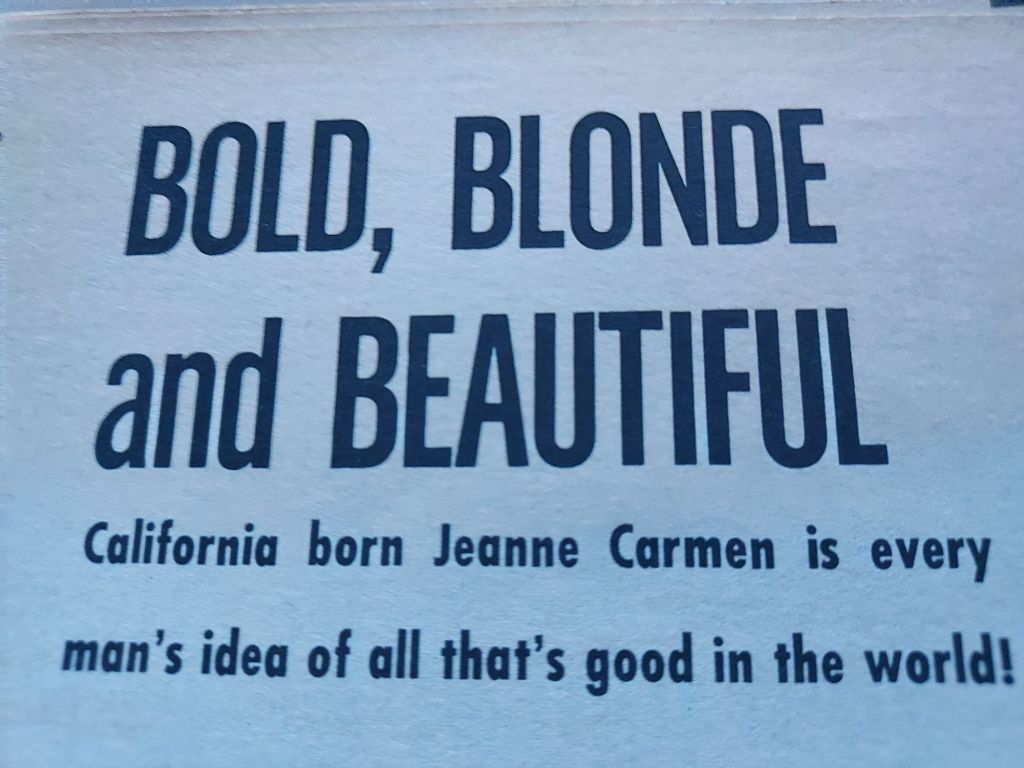 BOLD, BLONDE
and BEAUTIFUL
California born Jeanne Carmen is every
man's idea of all that's good in the world!